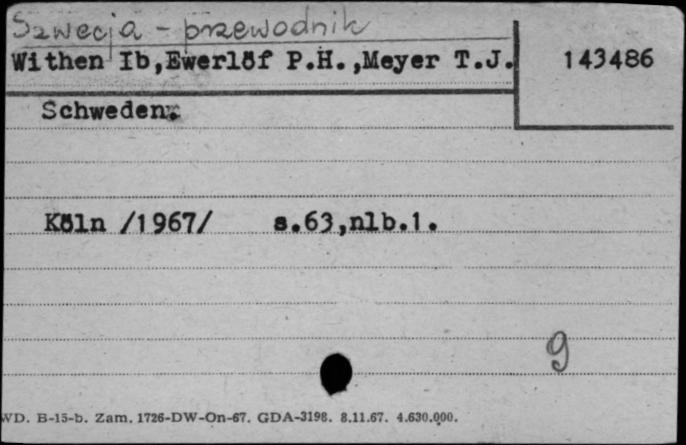 Szwecja - przewodnik
Withen Ib,Ewerlöf P.H.,Meyer T.J.
143486
Schweden.
Köln /1967/ s.63,nlb.1.
9
WD. B-15-b. Zam. 1726-DW-On-67. GDA-3198. 8.11.67. 4.630.000.